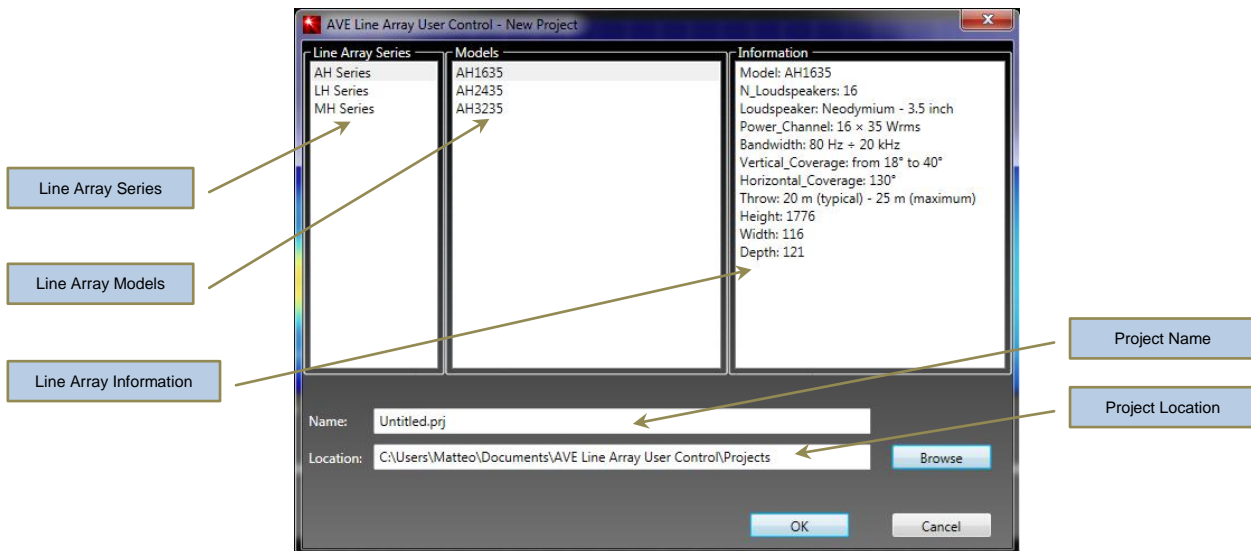 AVE Line Array User Control - New Project
Line Array Series
AH Series
LH Series
MH Series
Models
AH1635
AH2435
AH3235
Information
Model: AH1635
N_Loudspeakers: 16
Loudspeaker: Neodymium - 3.5 inch
Power_Channel: 16 × 35 Wrms
Bandwidth: 80 Hz ÷ 20 kHz
Vertical_Coverage: from 18° to 40°
Horizontal_Coverage: 130°
Throw: 20 m (typical) - 25 m (maximum)
Height: 1776
Width: 116
Depth: 121
Line Array Series
Line Array Models
Line Array Information
Project Name
Project Location
Name:
Untitled.prj
Location:
C:\Users\Matteo\Documents\AVE Line Array User Control\Projects
Browse
OK
Cancel